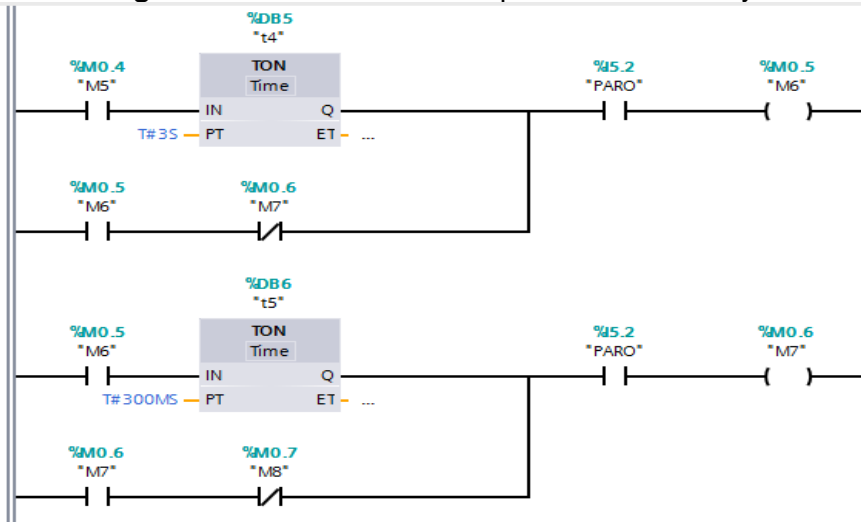 %DB5
"t4"
%M0.4
"M5"
TON
Time
%I5.2
"PARO"
%M0.5
"M6"
IN
Q
T#3S
PT
ET
...
%M0.5
"M6"
%M0.6
"M7"
%DB6
"t5"
%M0.5
"M6"
TON
Time
%I5.2
"PARO"
%M0.6
"M7"
IN
Q
T#300MS
PT
ET
...
%M0.6
"M7"
%M0.7
"M8"